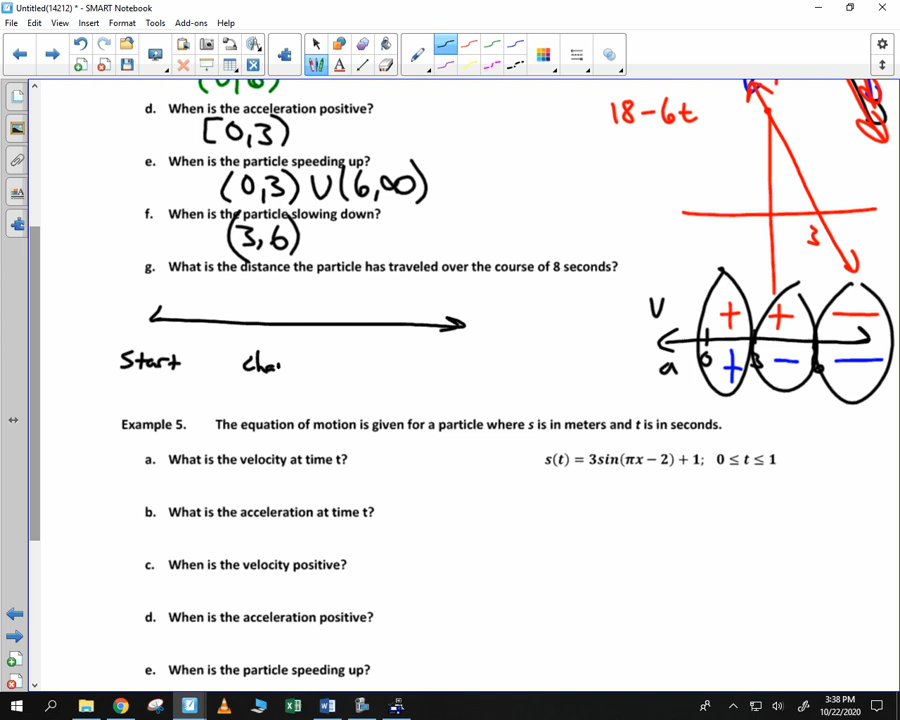 Untitled(14212) * - SMART Notebook
File Edit View Insert Format Tools Add-ons Help
d. When is the acceleration positive?
[0,3)
18-6t
e. When is the particle speeding up?
(0,3) U (6,∞)
f. When is the particle slowing down?
(3,6)
3
g. What is the distance the particle has traveled over the course of 8 seconds?
V + + −
a 0 + 3 − 6 −
Start cha
Example 5. The equation of motion is given for a particle where s is in meters and t is in seconds.
a. What is the velocity at time t? s(t) = 3sin(πx − 2) + 1; 0 ≤ t ≤ 1
b. What is the acceleration at time t?
c. When is the velocity positive?
d. When is the acceleration positive?
e. When is the particle speeding up?
3:38 PM
10/22/2020